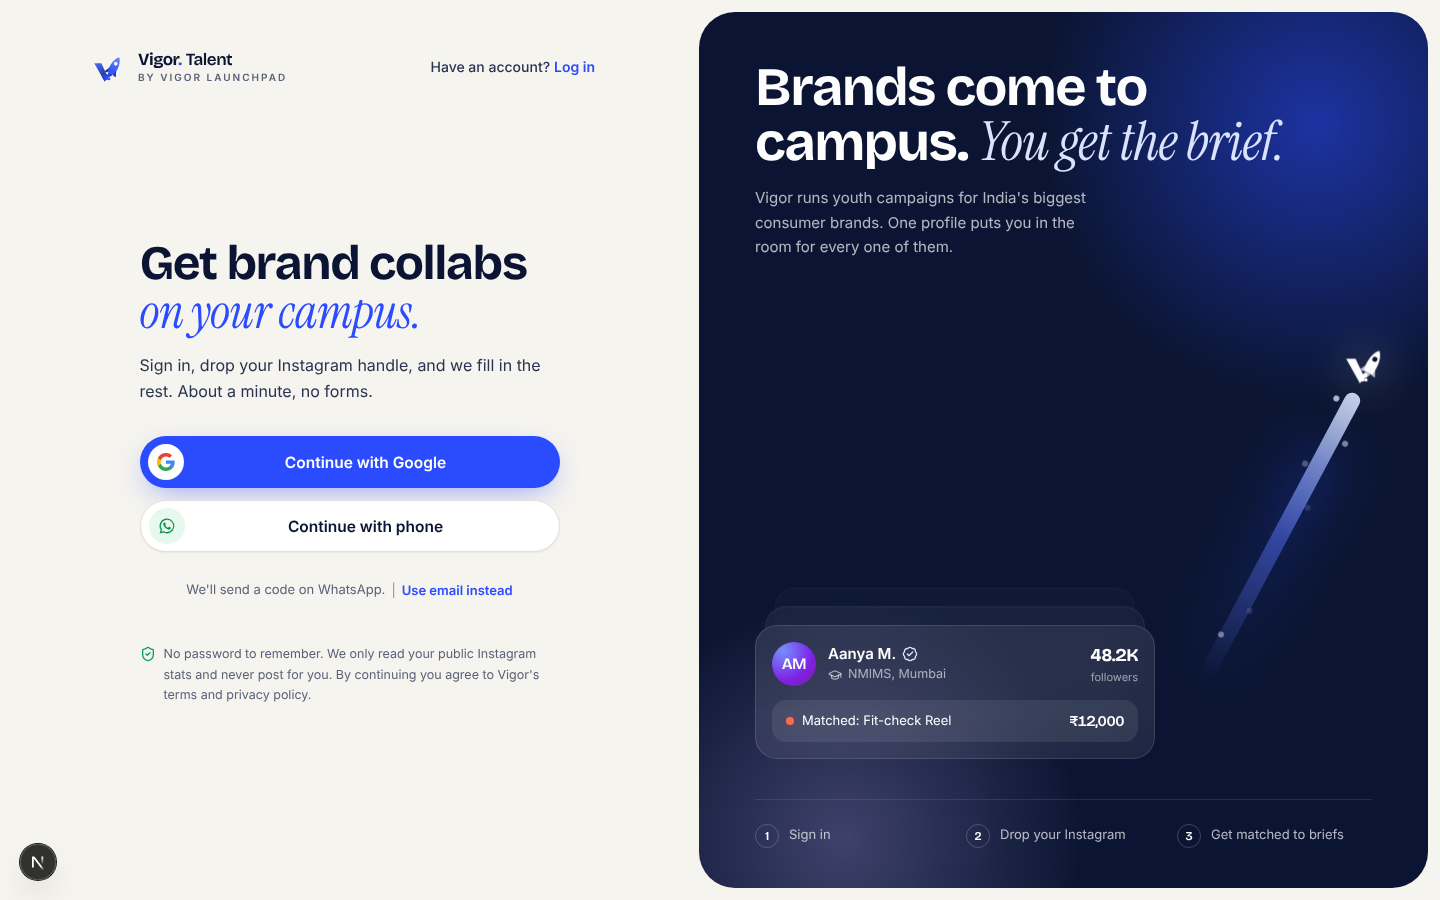 Vigor. Talent
BY VIGOR LAUNCHPAD
Have an account? Log in
Get brand collabs
on your campus.
Sign in, drop your Instagram handle, and we fill in the
rest. About a minute, no forms.
Continue with Google
Continue with phone
We'll send a code on WhatsApp. | Use email instead
No password to remember. We only read your public Instagram
stats and never post for you. By continuing you agree to Vigor's
terms and privacy policy.
N
Brands come to
campus. You get the brief.
Vigor runs youth campaigns for India's biggest
consumer brands. One profile puts you in the
room for every one of them.
AM
Aanya M.
NMIMS, Mumbai
48.2K
followers
Matched: Fit-check Reel
₹12,000
1 Sign in
2 Drop your Instagram
3 Get matched to briefs